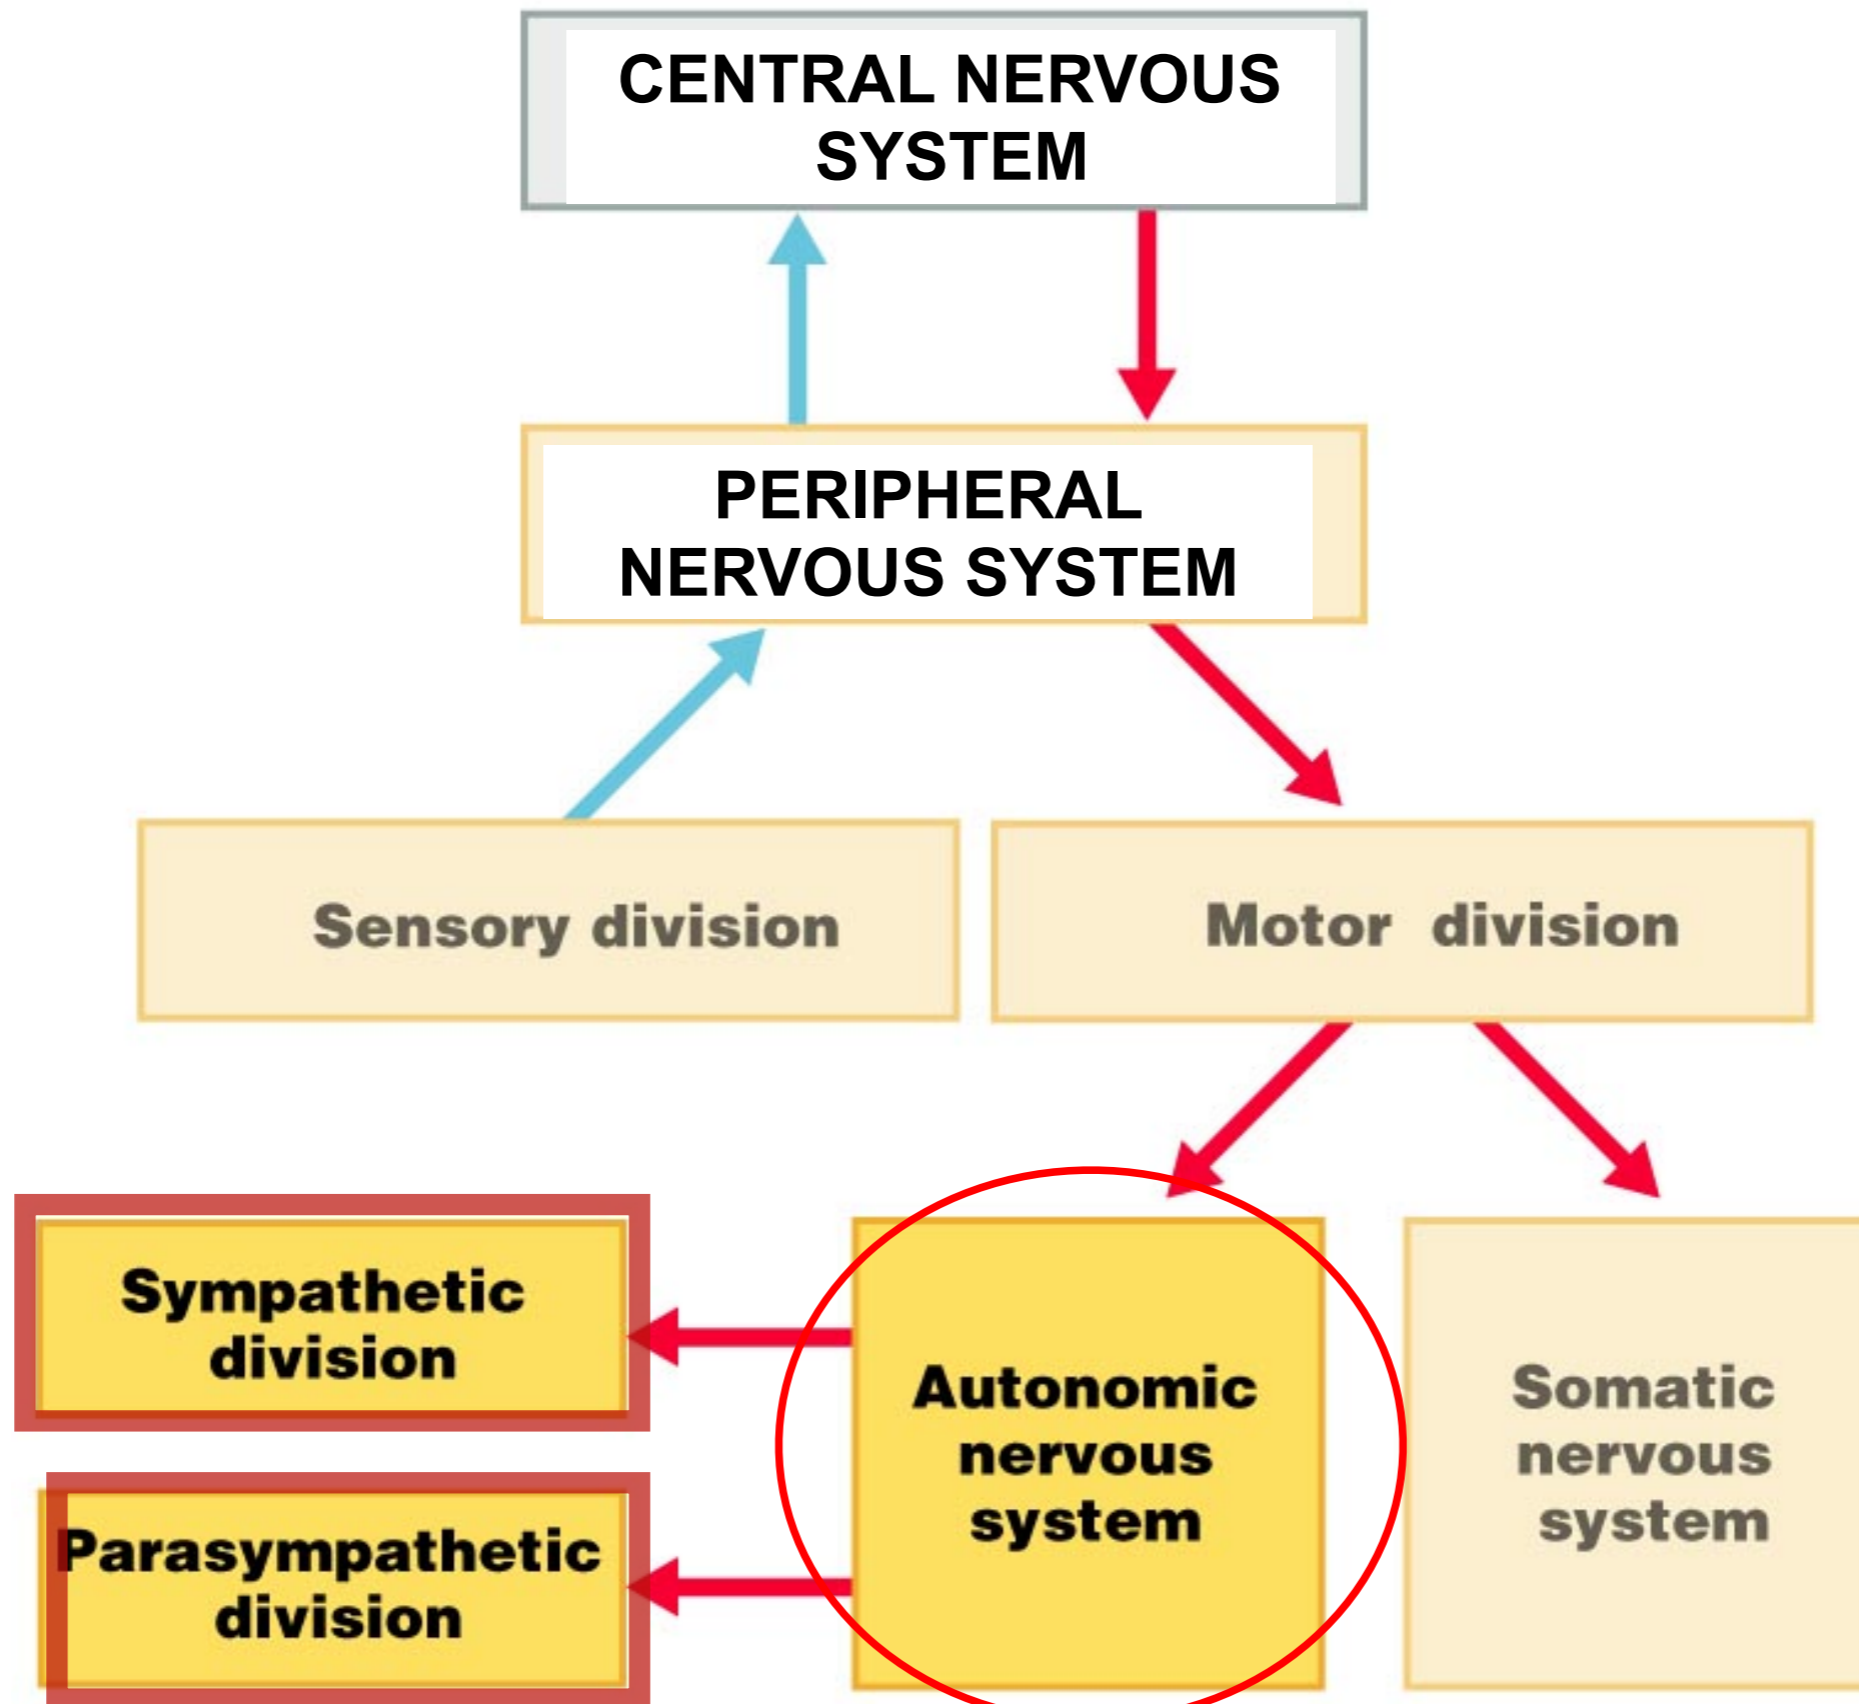 CENTRAL NERVOUS
SYSTEM
PERIPHERAL
NERVOUS SYSTEM
Sensory division
Motor division
Sympathetic
division
Parasympathetic
division
Autonomic
nervous
system
Somatic
nervous
system